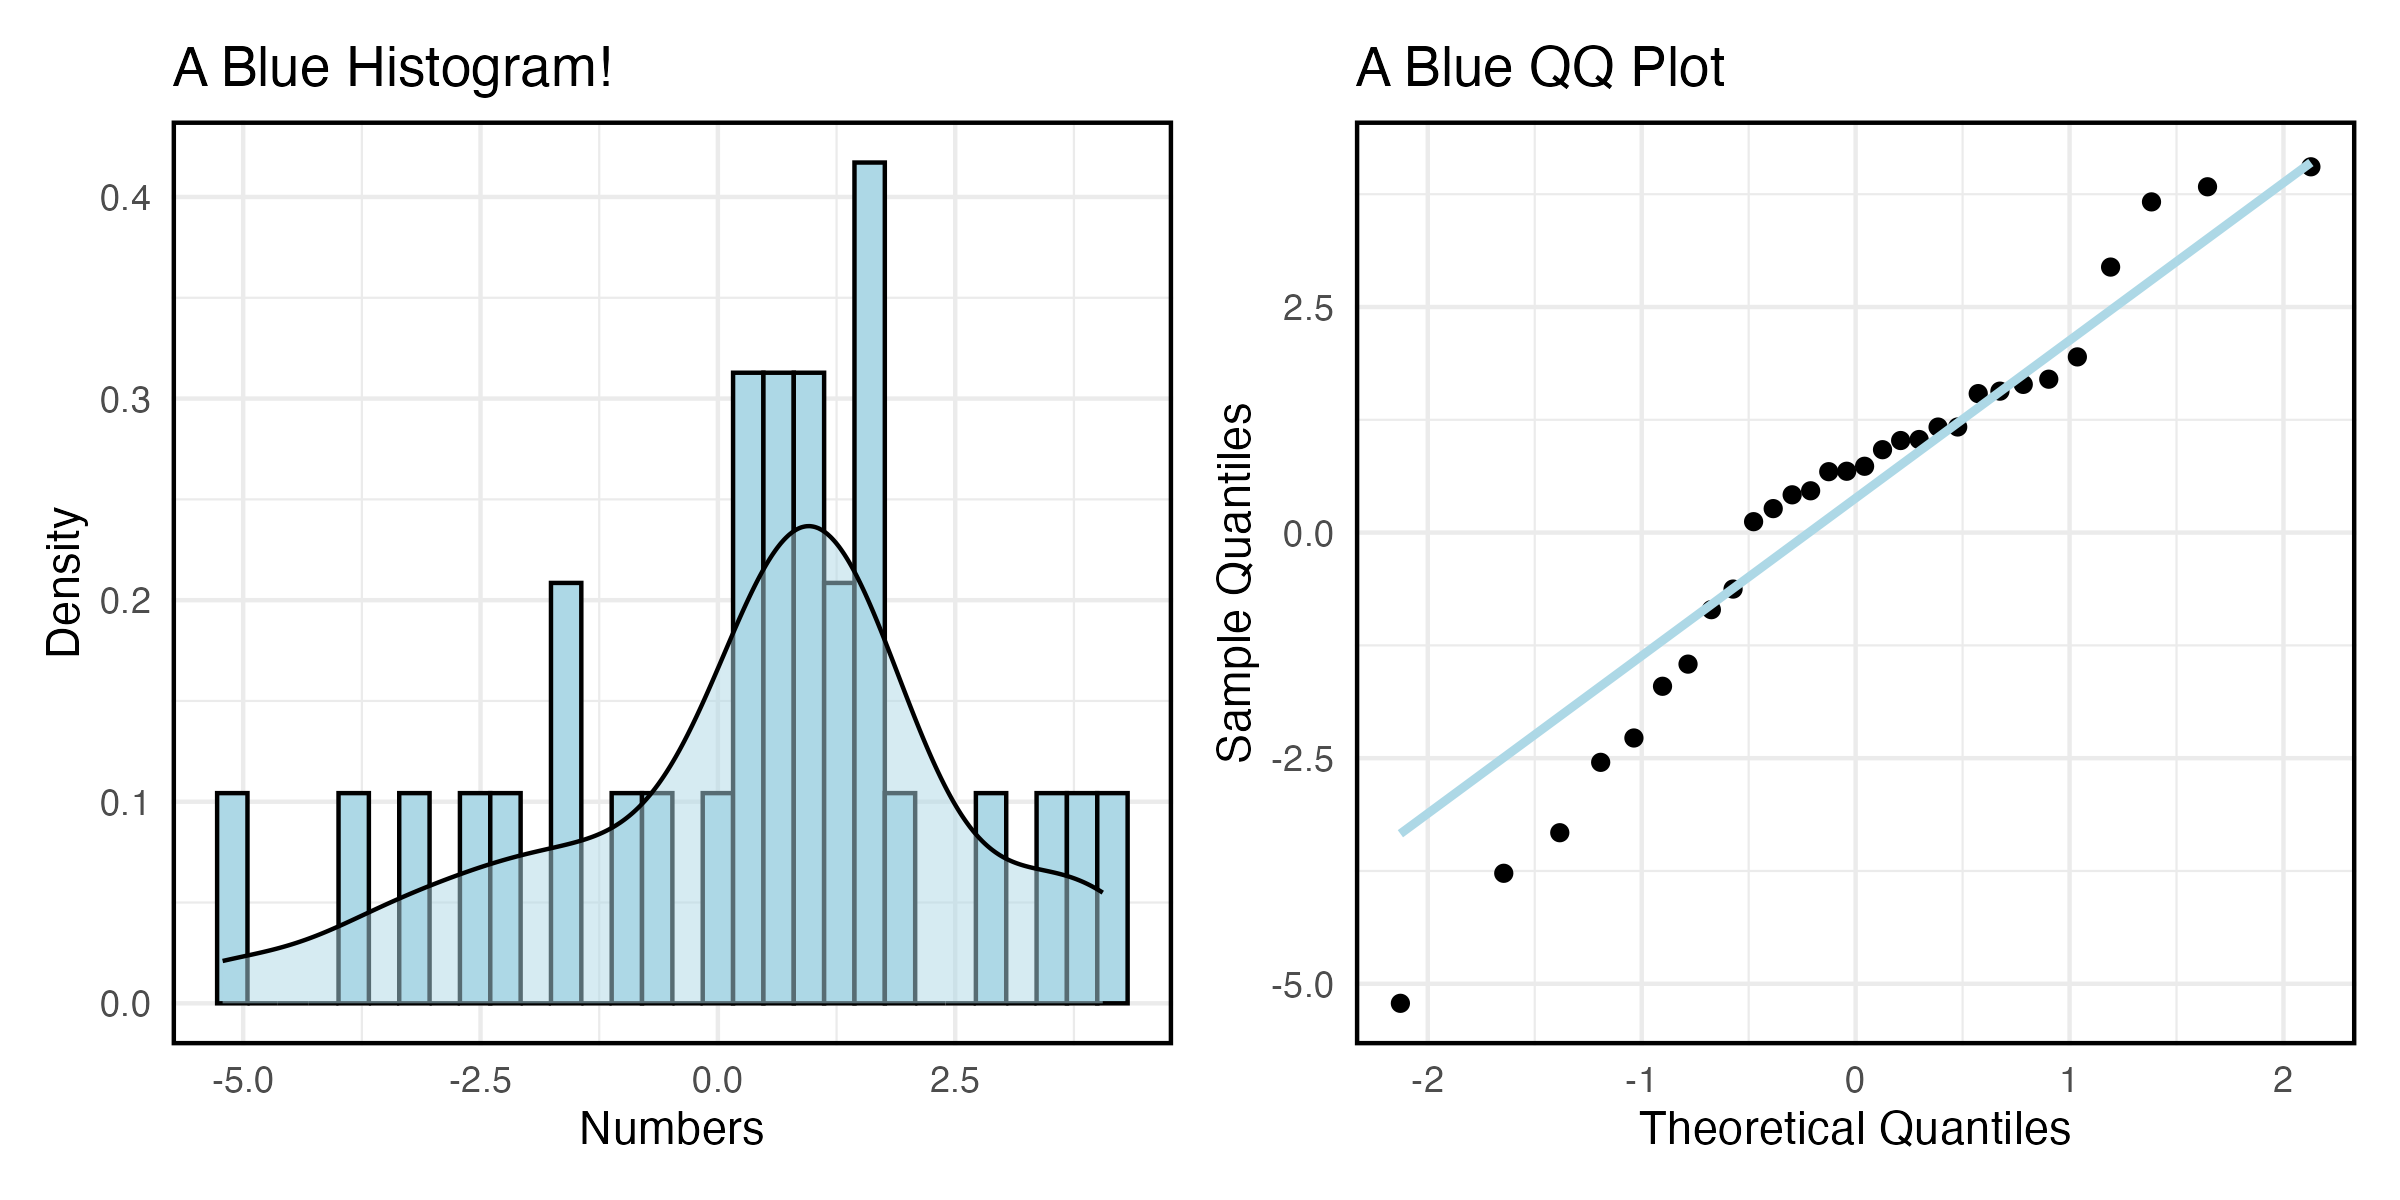 A Blue Histogram!
Density
0.4
0.3
0.2
0.1
0.0
-5.0 -2.5 0.0 2.5
Numbers
A Blue QQ Plot
Sample Quantiles
2.5
0.0
-2.5
-5.0
-2 -1 0 1 2
Theoretical Quantiles